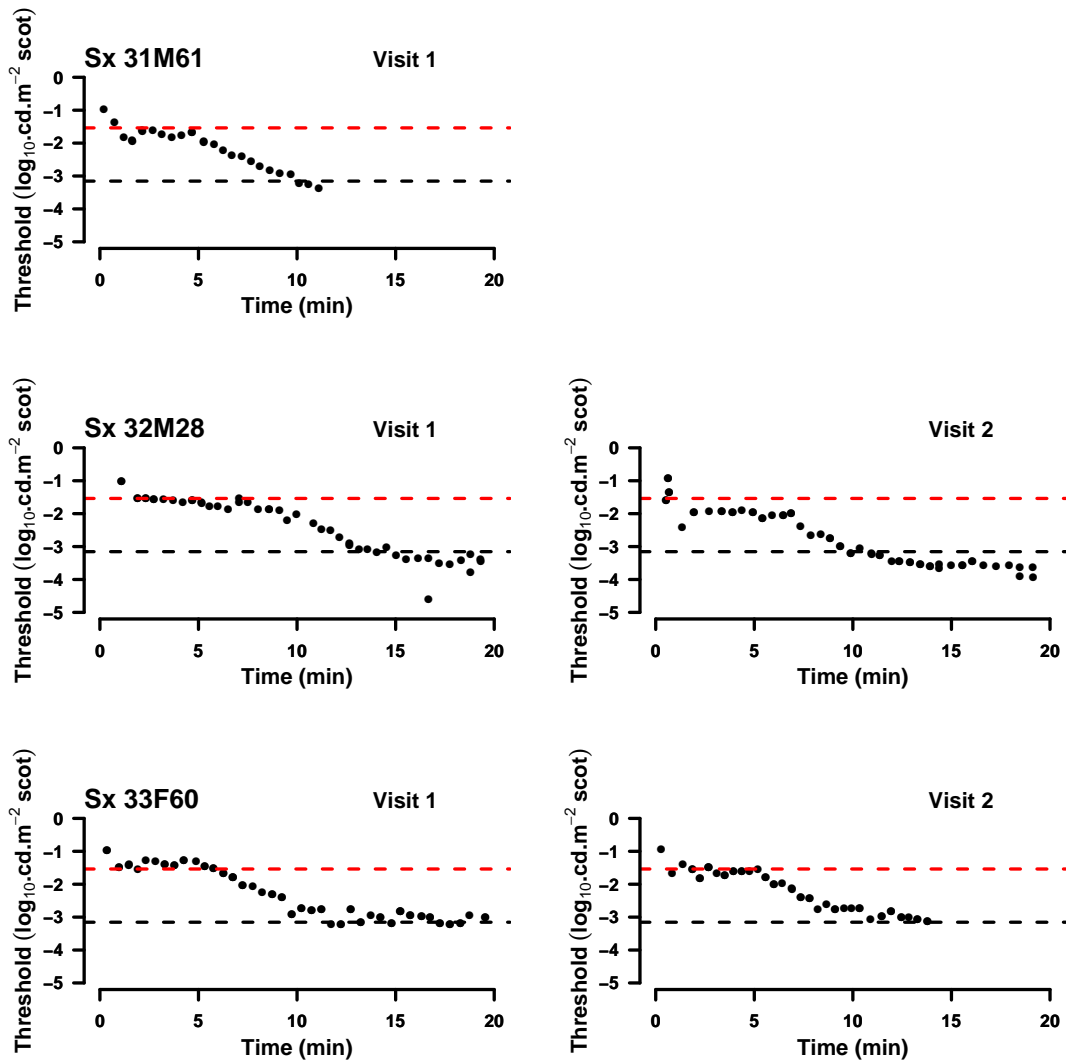 Sx 31M61
Visit 1
Threshold (log₁₀.cd.m⁻² scot)
0
−1
−2
−3
−4
−5
0 5 10 15 20
Time (min)
Sx 32M28
Visit 1
Threshold (log₁₀.cd.m⁻² scot)
0
−1
−2
−3
−4
−5
0 5 10 15 20
Time (min)
Visit 2
Threshold (log₁₀.cd.m⁻² scot)
0
−1
−2
−3
−4
−5
0 5 10 15 20
Time (min)
Sx 33F60
Visit 1
Threshold (log₁₀.cd.m⁻² scot)
0
−1
−2
−3
−4
−5
0 5 10 15 20
Time (min)
Visit 2
Threshold (log₁₀.cd.m⁻² scot)
0
−1
−2
−3
−4
−5
0 5 10 15 20
Time (min)